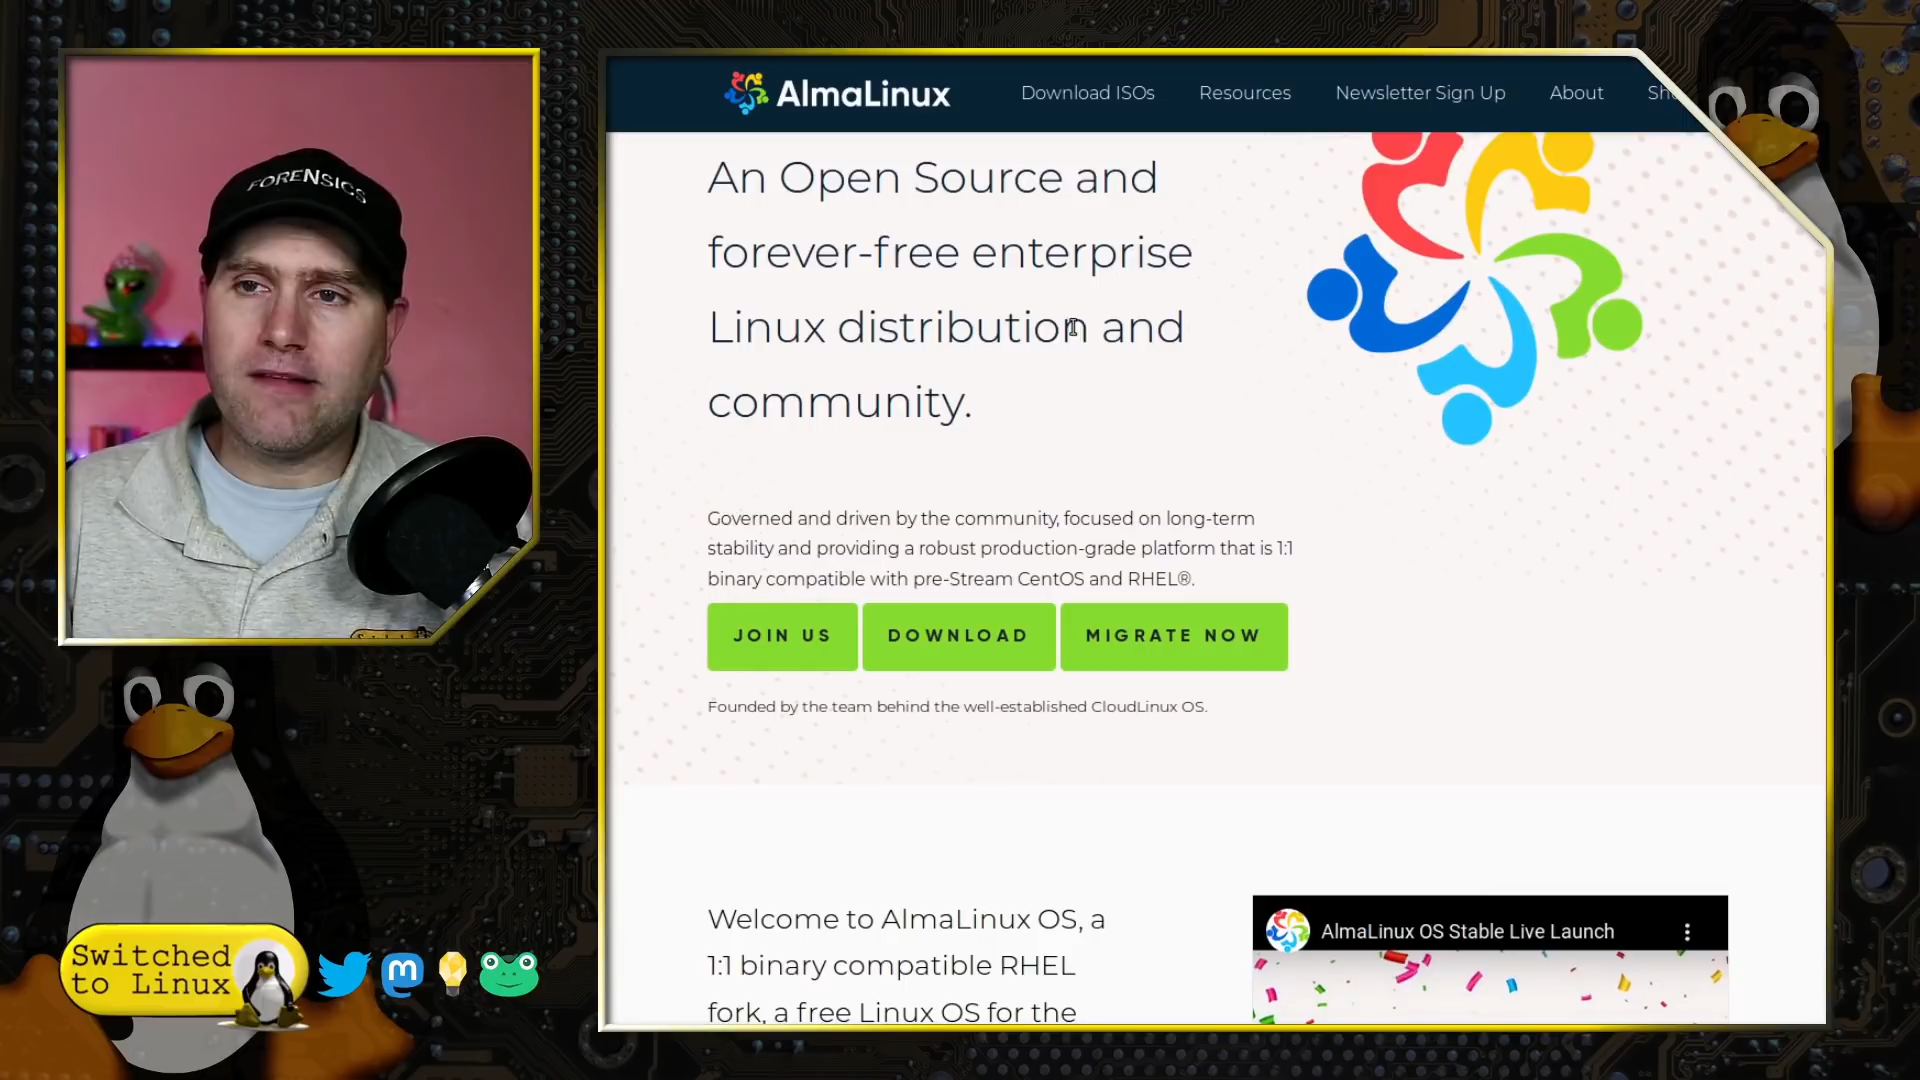 FORENSICS
AlmaLinux
Download ISOs
Resources
Newsletter Sign Up
About
An Open Source and
forever-free enterprise
Linux distribution and
community.
Governed and driven by the community, focused on long-term
stability and providing a robust production-grade platform that is 1:1
binary compatible with pre-Stream CentOS and RHEL®.
JOIN US
DOWNLOAD
MIGRATE NOW
Founded by the team behind the well-established CloudLinux OS.
Welcome to AlmaLinux OS, a
1:1 binary compatible RHEL
fork, a free Linux OS for the
AlmaLinux OS Stable Live Launch
Switched
to Linux
m